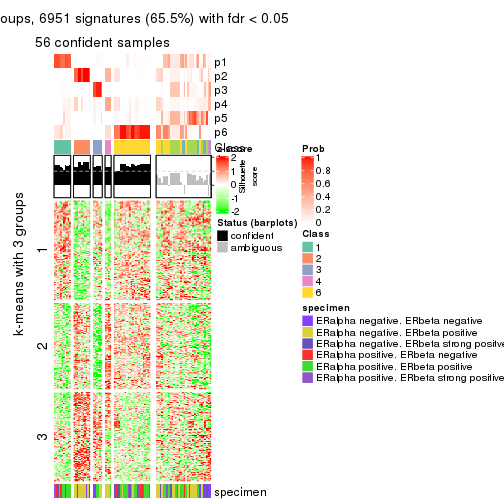 oups, 6951 signatures (65.5%) with fdr < 0.05
56 confident samples
p1
p2
p3
p4
p5
p6
Class
z-score
2
1
0
-1
-2
Silhouette
score
Prob
1
0.8
0.6
0.4
0.2
0
Status (barplots)
confident
ambiguous
Class
1
2
3
4
6
specimen
ERalpha negative. ERbeta negative
ERalpha negative. ERbeta positive
ERalpha negative. ERbeta strong positive
ERalpha positive. ERbeta negative
ERalpha positive. ERbeta positive
ERalpha positive. ERbeta strong positive
k-means with 3 groups
1
2
3
specimen